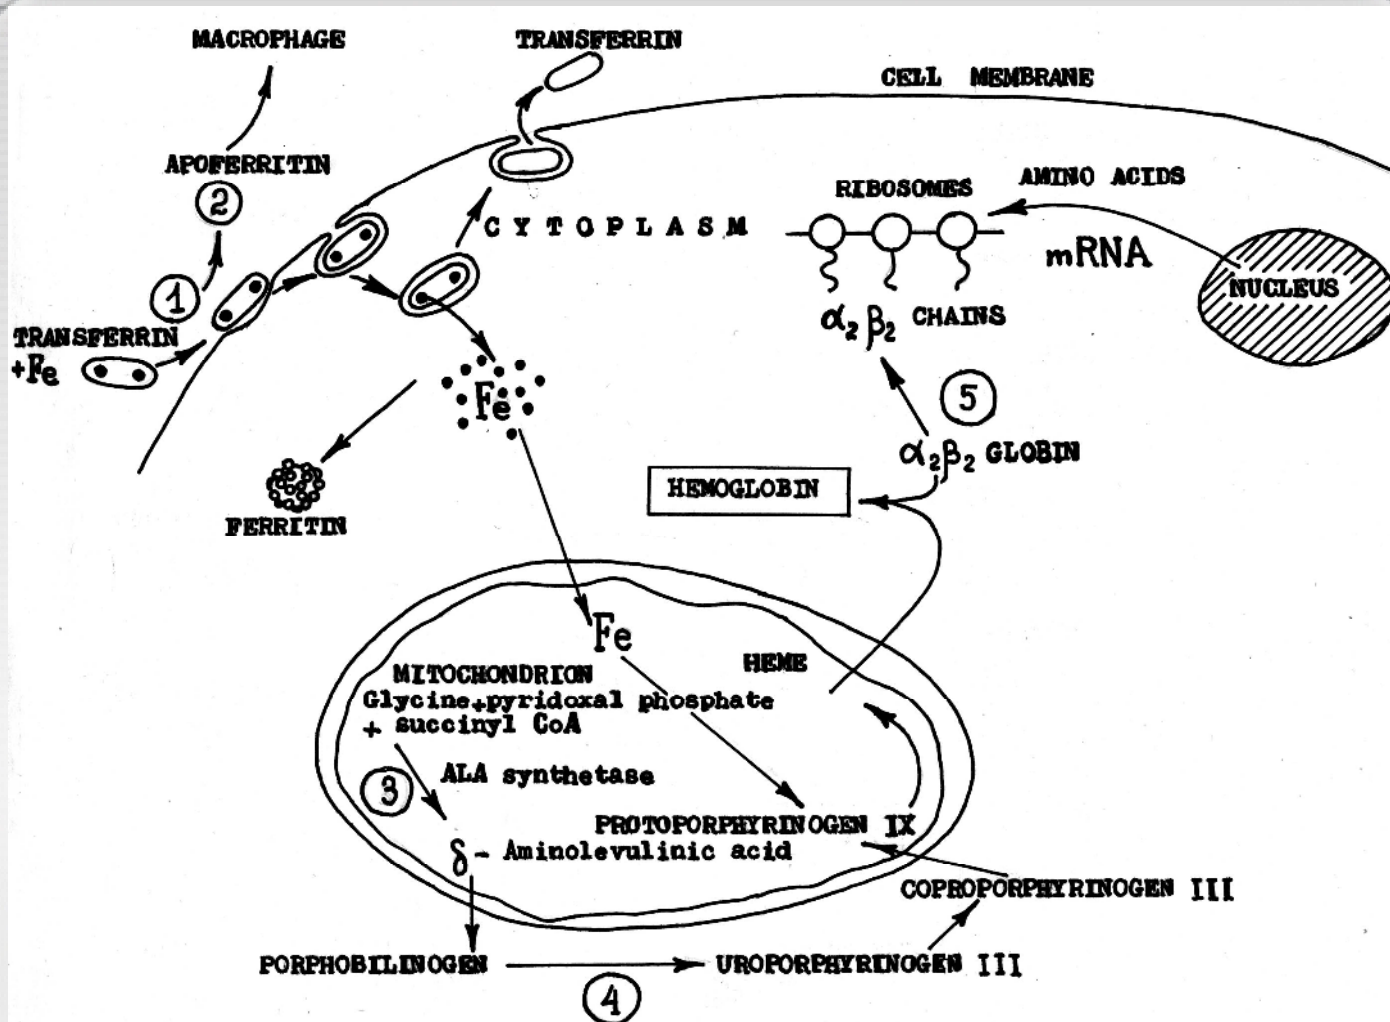 MACROPHAGE
TRANSFERRIN
CELL MEMBRANE
APOFERRITIN
2
RIBOSOMES
AMINO ACIDS
CYTOPLASM
mRNA
1
NUCLEUS
α2 β2 CHAINS
TRANSFERRIN
+Fe
Fe
5
α2β2 GLOBIN
HEMOGLOBIN
FERRITIN
Fe
HEME
MITOCHONDRION
Glycine+pyridoxal phosphate
+ succinyl CoA
3
ALA synthetase
PROTOPORPHYRINOGEN IX
δ- Aminolevulinic acid
COPROPORPHYRINOGEN III
PORPHOBILINOGEN
UROPORPHYRINOGEN III
4